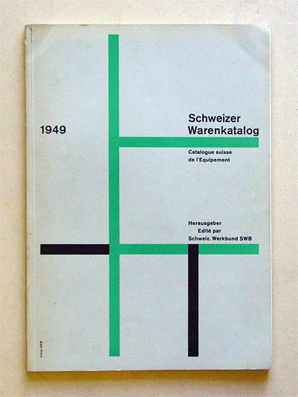 1949
Schweizer
Warenkatalog
Catalogue suisse
de l'Equipement
Herausgeber
Edité par
Schweiz. Werkbund SWB